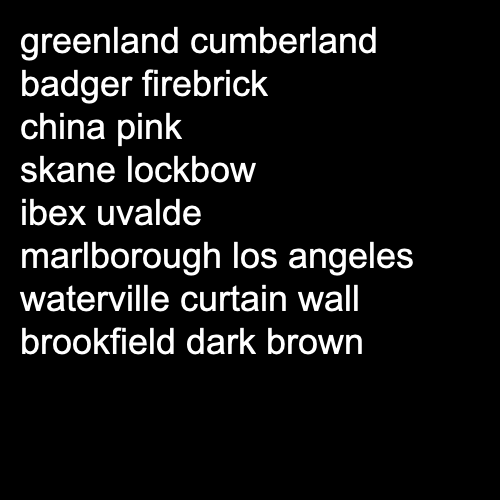 greenland cumberland
badger firebrick
china pink
skane lockbow
ibex uvalde
marlborough los angeles
waterville curtain wall
brookfield dark brown